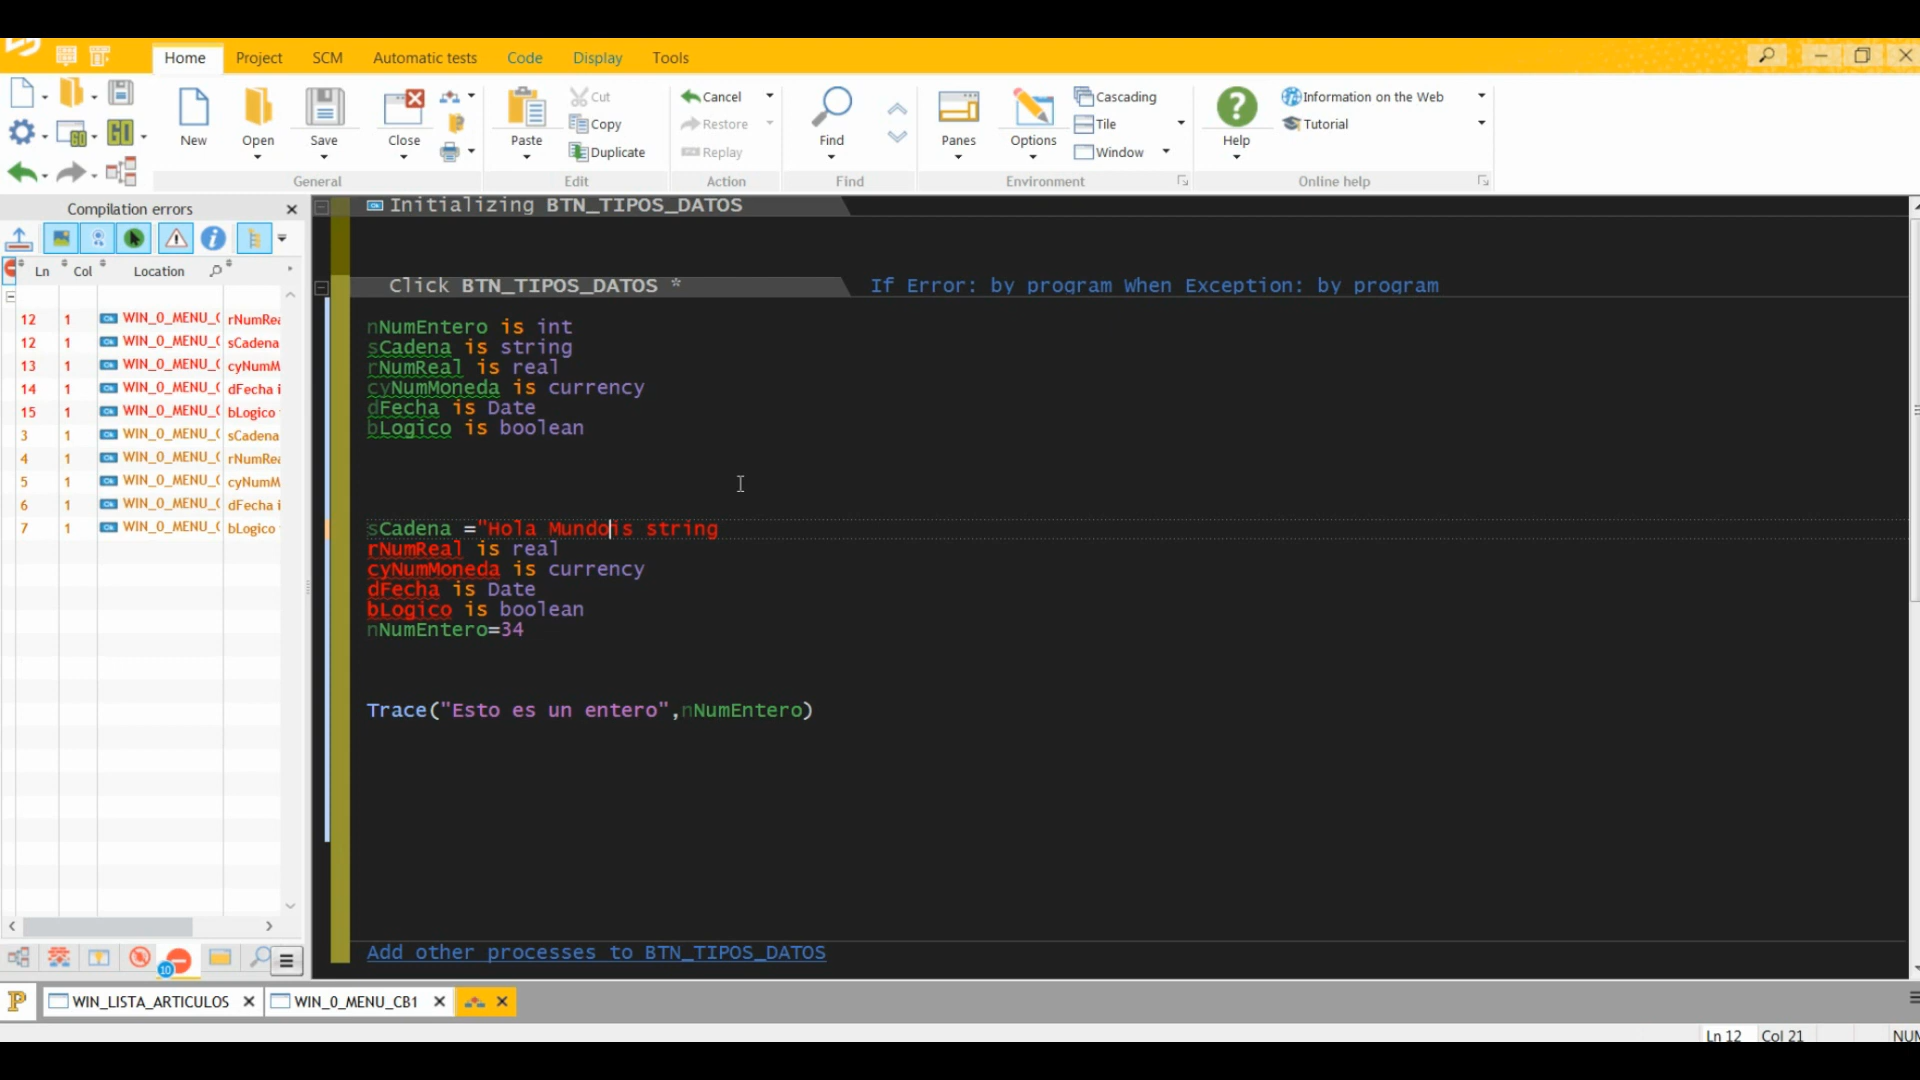 Home Project SCM Automatic tests Code Display Tools
New Open Save Close Paste Cut Copy Duplicate Cancel Restore Replay Find Panes Options Cascading Tile Window Help Information on the Web Tutorial
General Edit Action Find Environment Online help
Compilation errors
Ln Col Location
12 1 WIN_0_MENU_( rNumRea
12 1 WIN_0_MENU_( sCadena
13 1 WIN_0_MENU_( cyNumM
14 1 WIN_0_MENU_( dFecha i
15 1 WIN_0_MENU_( bLogico
3 1 WIN_0_MENU_( sCadena
4 1 WIN_0_MENU_( rNumRea
5 1 WIN_0_MENU_( cyNumM
6 1 WIN_0_MENU_( dFecha i
7 1 WIN_0_MENU_( bLogico
10
Initializing BTN_TIPOS_DATOS
Click BTN_TIPOS_DATOS * If Error: by program When Exception: by program
nNumEntero is int
sCadena is string
rNumReal is real
cyNumMoneda is currency
dFecha is Date
bLogico is boolean
sCadena ="Hola Mundois string
rNumReal is real
cyNumMoneda is currency
dFecha is Date
bLogico is boolean
nNumEntero=34
Trace("Esto es un entero",nNumEntero)
Add other processes to BTN_TIPOS_DATOS
WIN_LISTA_ARTICULOS WIN_0_MENU_CB1
Ln 12 Col 21 NUM